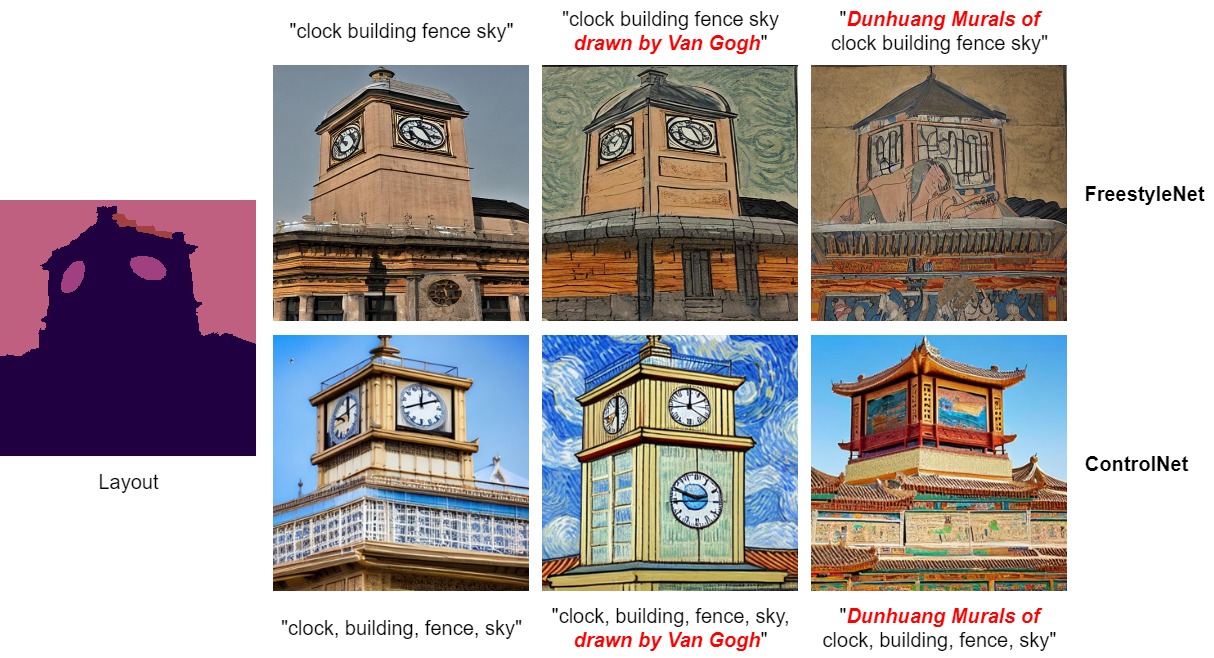 "clock building fence sky"
"clock building fence sky
drawn by Van Gogh"
"Dunhuang Murals of
clock building fence sky"
FreestyleNet
Layout
ControlNet
"clock, building, fence, sky"
"clock, building, fence, sky,
drawn by Van Gogh"
"Dunhuang Murals of
clock, building, fence, sky"